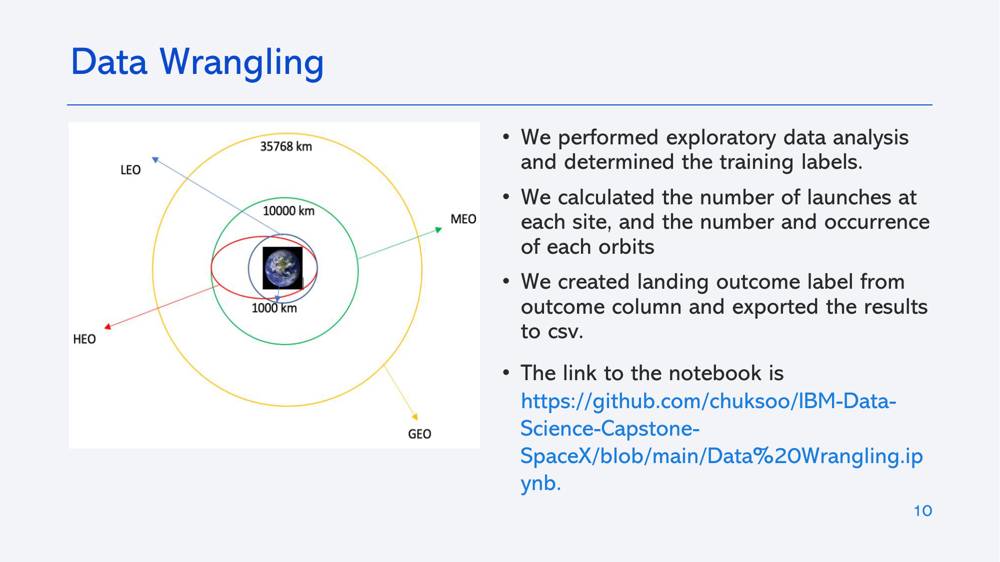 Data Wrangling
35768 km
LEO
10000 km
MEO
1000 km
HEO
GEO
• We performed exploratory data analysis
and determined the training labels.
• We calculated the number of launches at
each site, and the number and occurrence
of each orbits
• We created landing outcome label from
outcome column and exported the results
to csv.
• The link to the notebook is
https://github.com/chuksoo/IBM-Data-
Science-Capstone-
SpaceX/blob/main/Data%20Wrangling.ip
ynb.
10